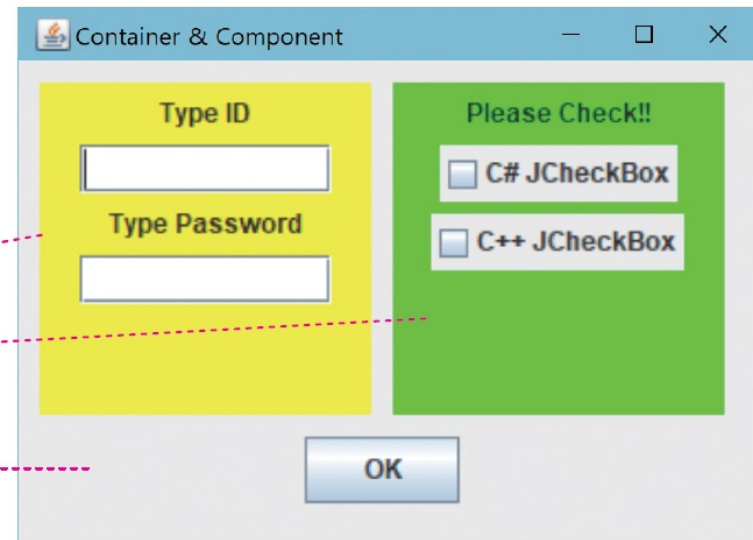 Container & Component
Type ID
Type Password
Please Check!!
C# JCheckBox
C++ JCheckBox
OK